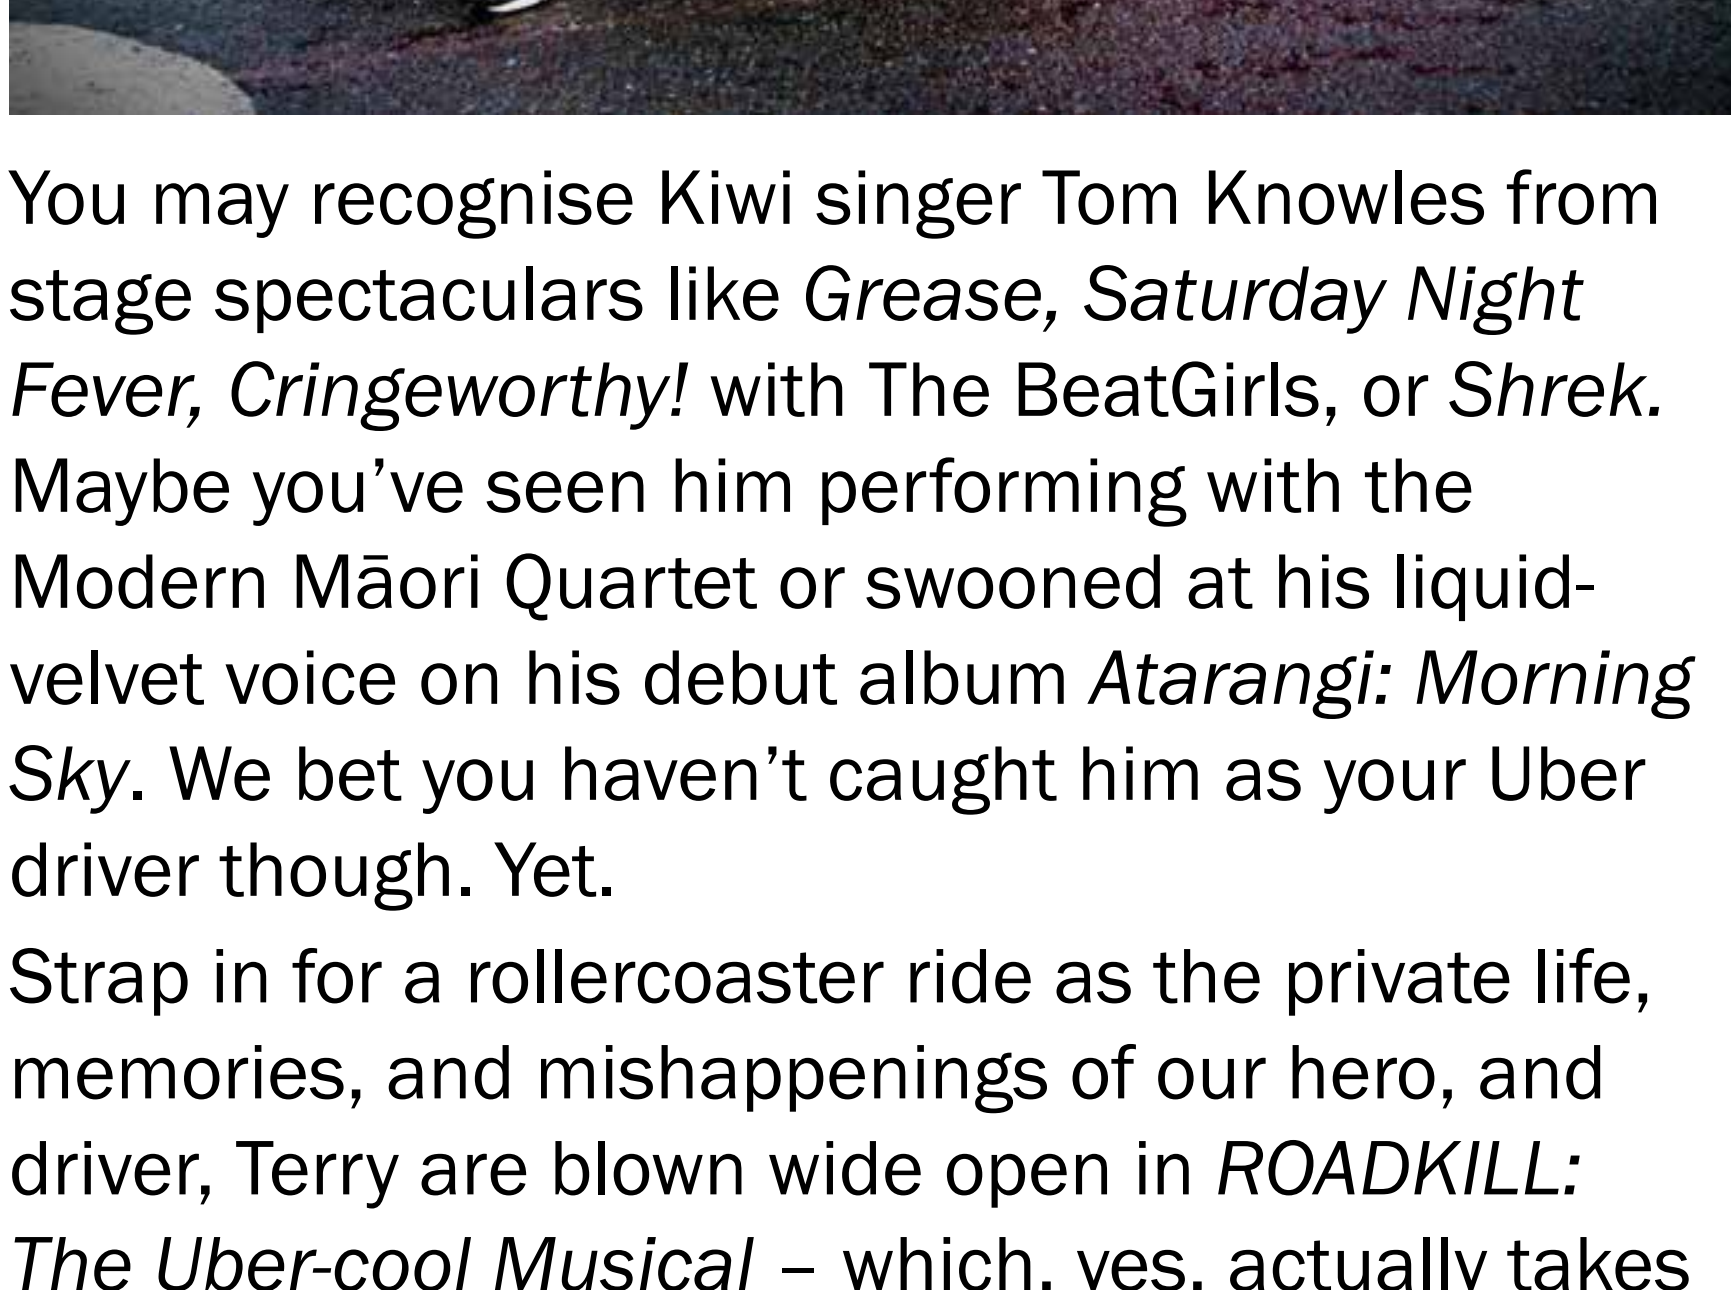 You may recognise Kiwi singer Tom Knowles from
stage spectaculars like Grease, Saturday Night
Fever, Cringeworthy! with The BeatGirls, or Shrek.
Maybe you’ve seen him performing with the
Modern Māori Quartet or swooned at his liquid-
velvet voice on his debut album Atarangi: Morning
Sky. We bet you haven’t caught him as your Uber
driver though. Yet.
Strap in for a rollercoaster ride as the private life,
memories, and mishappenings of our hero, and
driver, Terry are blown wide open in ROADKILL:
The Uber-cool Musical – which, yes, actually takes